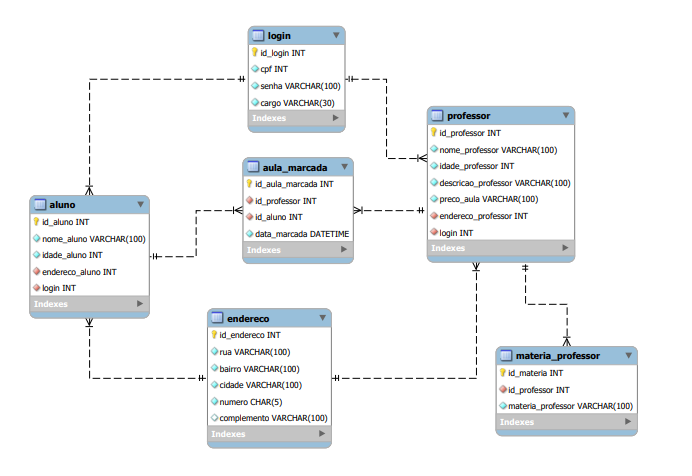 login
id_login INT
cpf INT
senha VARCHAR(100)
cargo VARCHAR(30)
Indexes
professor
id_professor INT
nome_professor VARCHAR(100)
idade_professor INT
descricao_professor VARCHAR(100)
preco_aula VARCHAR(100)
endereco_professor INT
login INT
Indexes
aula_marcada
id_aula_marcada INT
id_professor INT
id_aluno INT
data_marcada DATETIME
Indexes
aluno
id_aluno INT
nome_aluno VARCHAR(100)
idade_aluno INT
endereco_aluno INT
login INT
Indexes
endereco
id_endereco INT
rua VARCHAR(100)
bairro VARCHAR(100)
cidade VARCHAR(100)
numero CHAR(5)
complemento VARCHAR(100)
Indexes
materia_professor
id_materia INT
id_professor INT
materia_professor VARCHAR(100)
Indexes